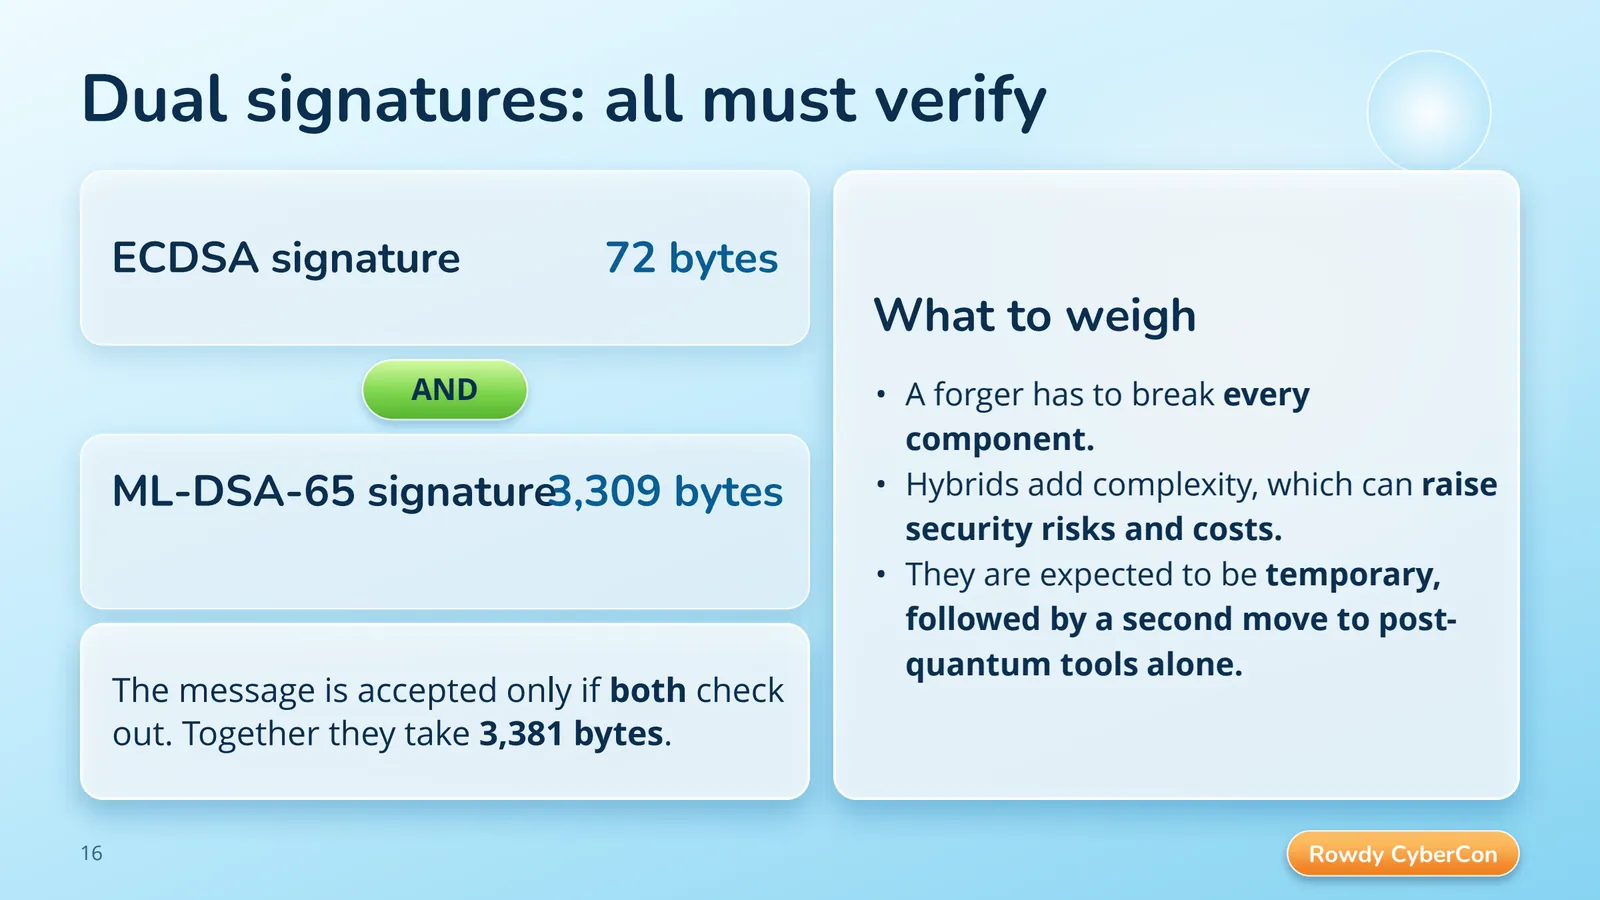 Dual signatures: all must verify
ECDSA signature
72 bytes
AND
ML-DSA-65 signature
3,309 bytes
The message is accepted only if both check
out. Together they take 3,381 bytes.
What to weigh
• A forger has to break every
component.
• Hybrids add complexity, which can raise
security risks and costs.
• They are expected to be temporary,
followed by a second move to post-
quantum tools alone.
16
Rowdy CyberCon